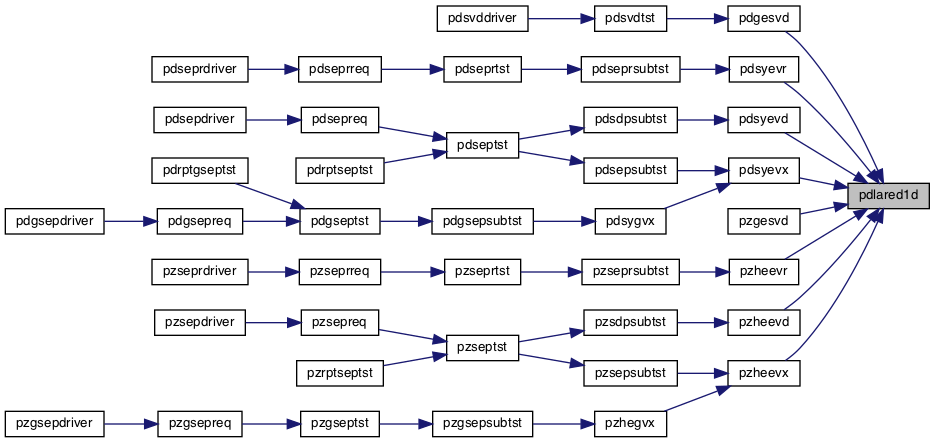 pdsvddriver pdsvdtst pdgesvd
pdseprdriver pdseprreq pdseprtst pdseprsubtst pdsyevr
pdsepdriver pdsepreq pdsdpsubtst pdsyevd
pdseptst
pdrptgseptst pdrptseptst pdsepsubtst pdsyevx
pdlared1d
pdgsepdriver pdgsepreq pdgseptst pdgsepsubtst pdsygvx pzgesvd
pzseprdriver pzseprreq pzseprtst pzseprsubtst pzheevr
pzsepdriver pzsepreq pzsdpsubtst pzheevd
pzseptst
pzrptseptst pzsepsubtst pzheevx
pzgsepdriver pzgsepreq pzgseptst pzgsepsubtst pzhegvx